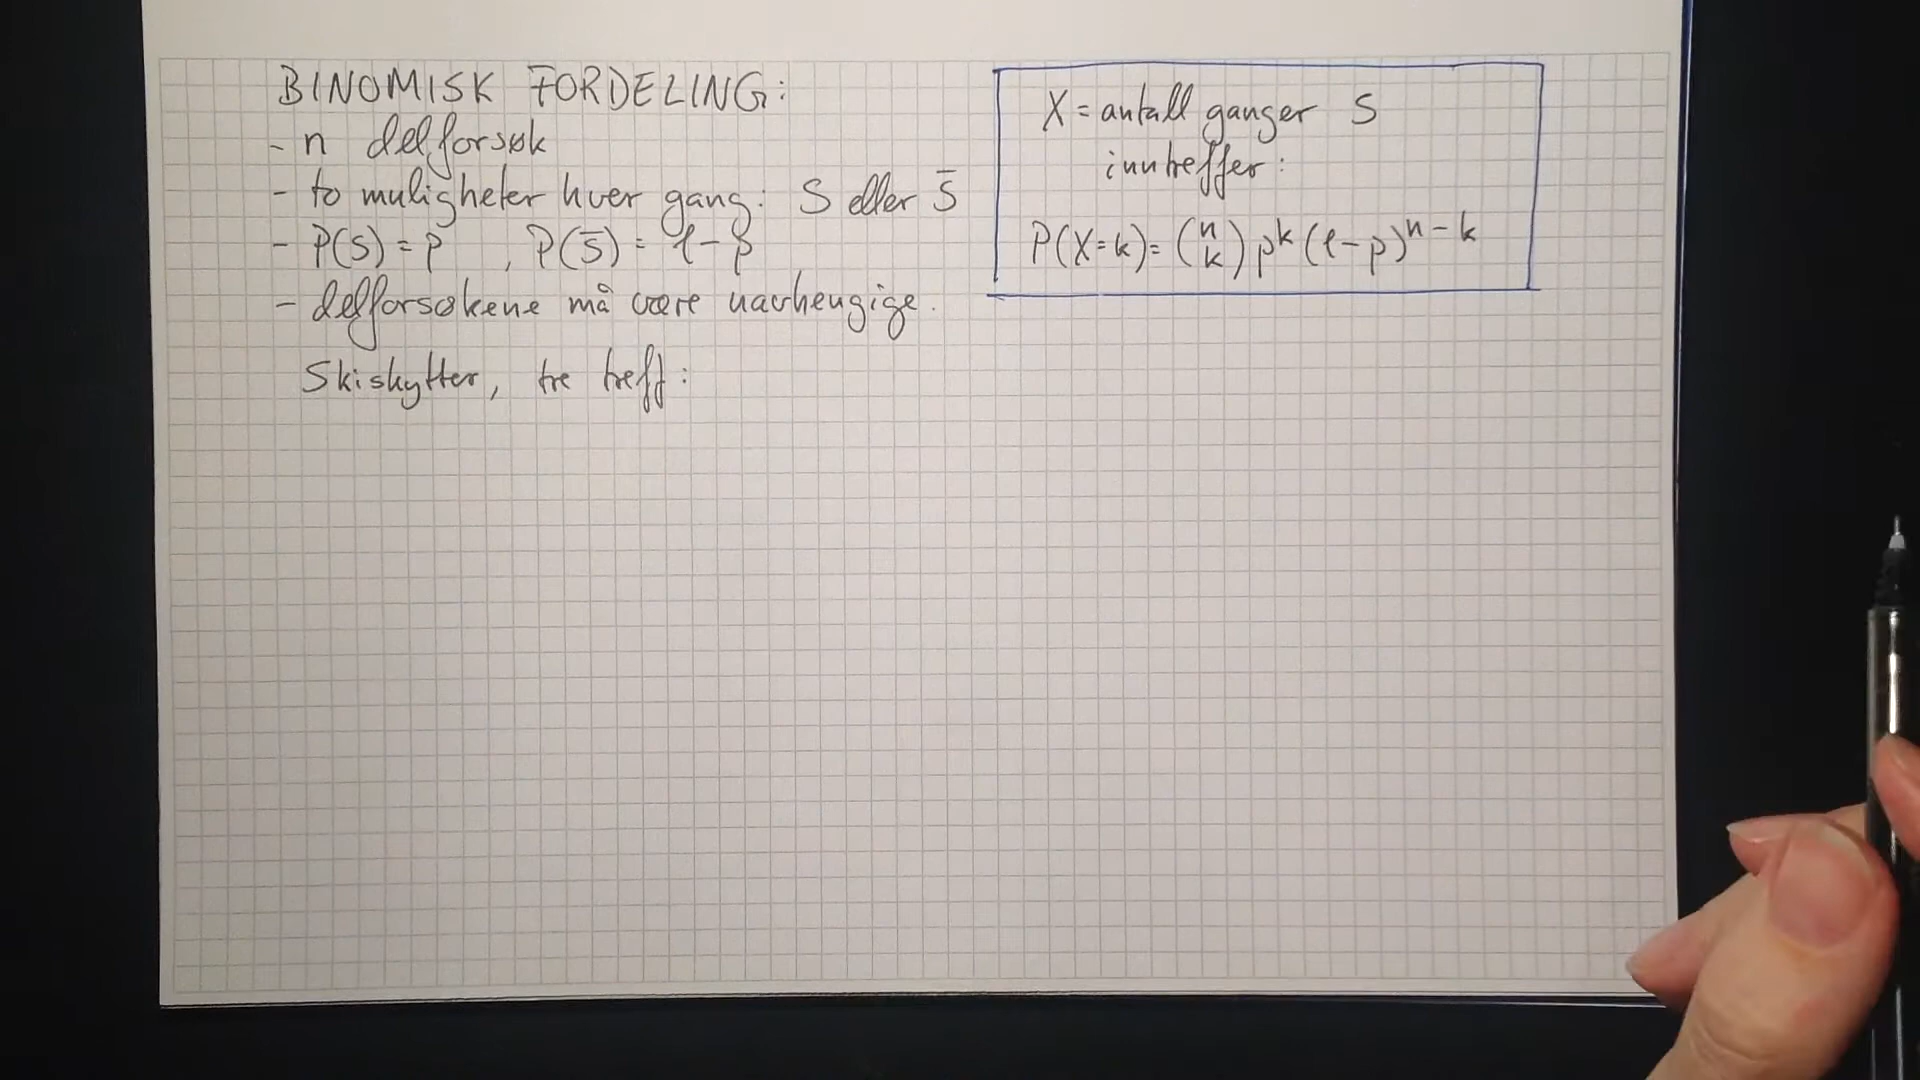 BINOMISK FORDELING:
- n delforsøk
- to muligheter hver gang: S eller S̄
- P(S) = p , P(S̄) = 1-p
- delforsøkene må være uavhengige.
Skiskytter, tre treff:
X = antall ganger S
inntreffer:
P(X=k) = (n k) p^k (1-p)^(n-k)